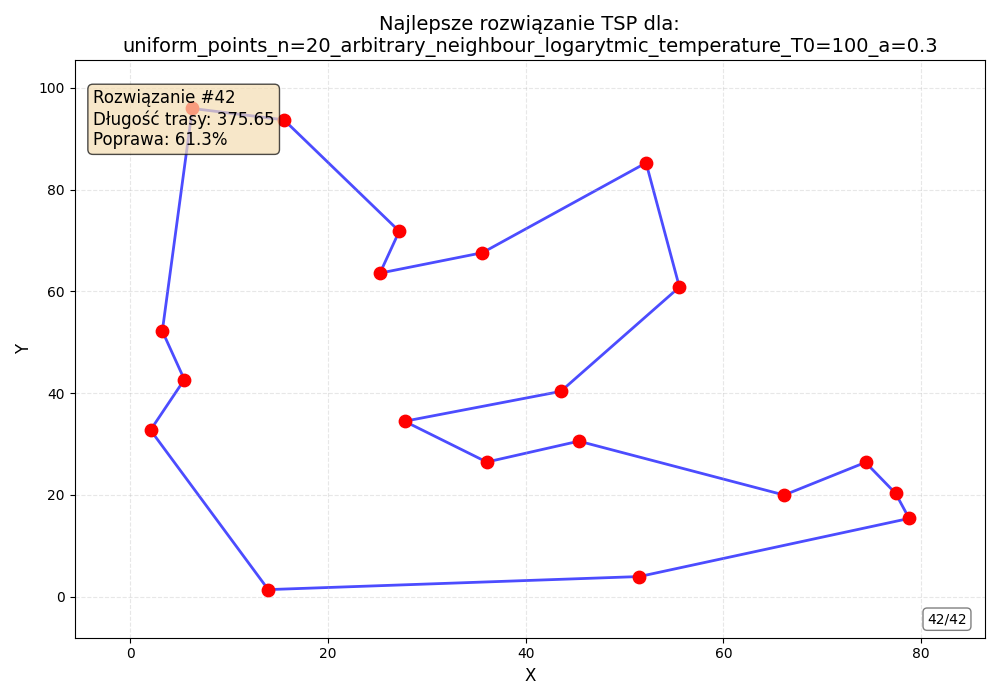 Najlepsze rozwiązanie TSP dla:
uniform_points_n=20_arbitrary_neighbour_logarytmic_temperature_T0=100_a=0.3
Rozwiązanie #42
Długość trasy: 375.65
Poprawa: 61.3%
100
80
60
40
20
0
Y
42/42
0 20 40 60 80
X